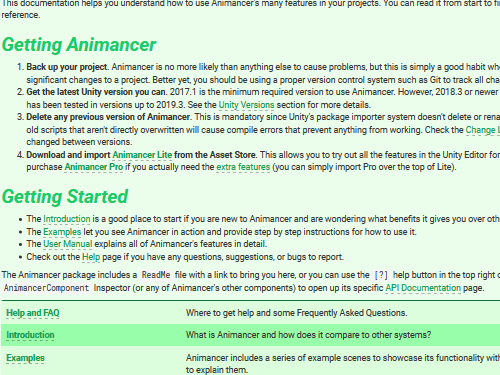 This documentation helps you understand how to use Animancer's many features in your projects. You can read it from start to
reference.
Getting Animancer
1. Back up your project. Animancer is no more likely than anything else to cause problems, but this is simply a good habit
significant changes to a project. Better yet, you should be using a proper version control system such as Git to track all
2. Get the latest Unity version you can. 2017.1 is the minimum required version to use Animancer. However, 2018.3 or newer
has been tested in versions up to 2019.3. See the Unity Versions section for more details.
3. Delete any previous version of Animancer. This is mandatory since Unity's package importer system doesn't delete or
old scripts that aren't directly overwritten will cause compile errors that prevent anything from working. Check the Change
changed between versions.
4. Download and import Animancer Lite from the Asset Store. This allows you to try out all the features in the Unity Editor
purchase Animancer Pro if you actually need the extra features (you can simply import Pro over the top of Lite).
Getting Started
• The Introduction is a good place to start if you are new to Animancer and are wondering what benefits it gives you over
• The Examples let you see Animancer in action and provide step by step instructions for how to use it.
• The User Manual explains all of Animancer's features in detail.
• Check out the Help page if you have any questions, suggestions, or bugs to report.
The Animancer package includes a ReadMe file with a link to bring you here, or you can use the [?] help button in the top right
AnimancerComponent Inspector (or any of Animancer's other components) to open up its specific API Documentation page.
Help and FAQ Where to get help and some Frequently Asked Questions.
Introduction What is Animancer and how does it compare to other systems?
Examples Animancer includes a series of example scenes to showcase its functionality
to explain them.